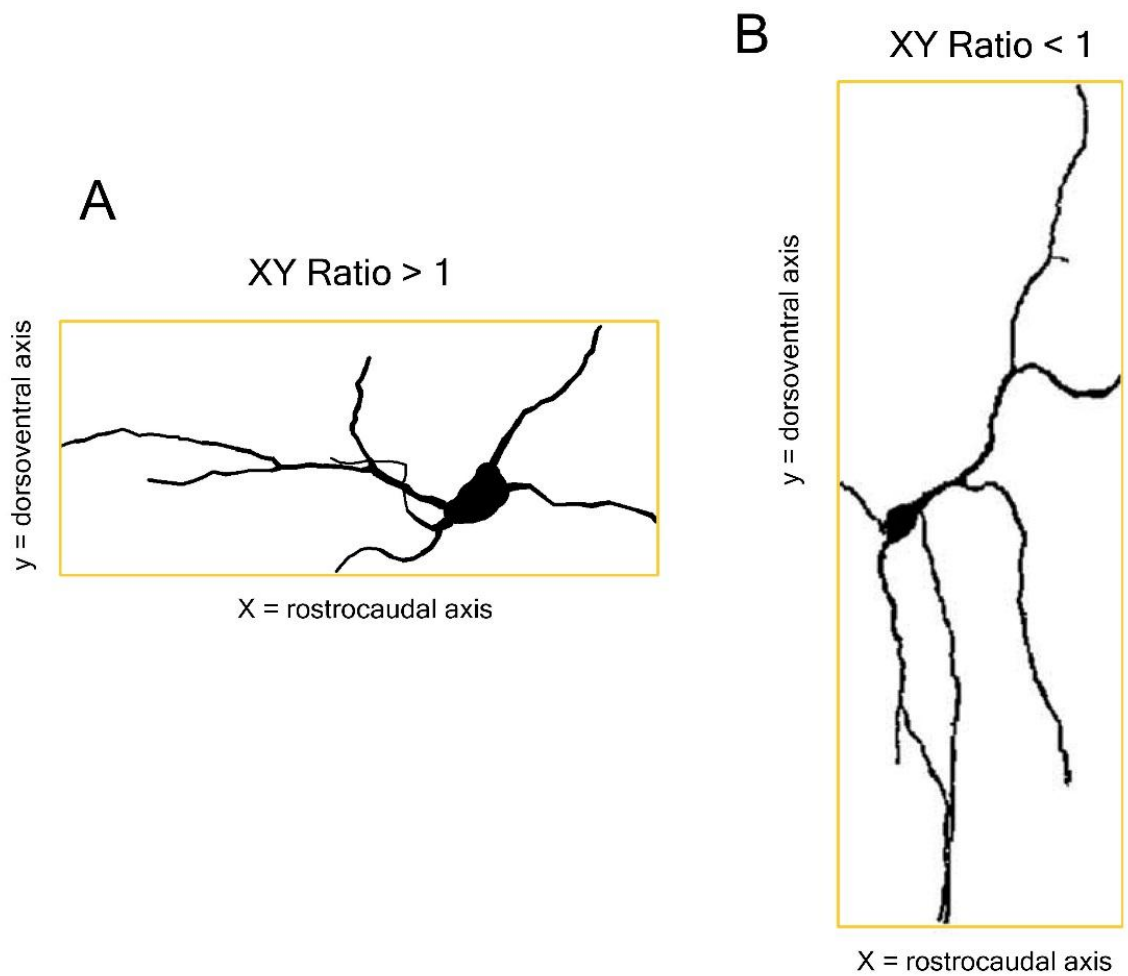 A
XY Ratio > 1
y = dorsoventral axis
X = rostrocaudal axis
B
XY Ratio < 1
y = dorsoventral axis
X = rostrocaudal axis